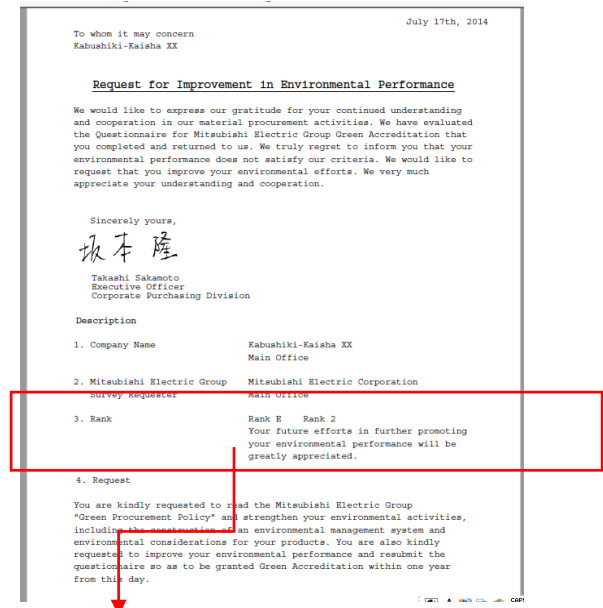 July 17th, 2014
To whom it may concern
Kabushiki-Kaisha XX
Request for Improvement in Environmental Performance
We would like to express our gratitude for your continued understanding
and cooperation in our material procurement activities. We have evaluated
the Questionnaire for Mitsubishi Electric Group Green Accreditation that
you completed and returned to us. We truly regret to inform you that your
environmental performance does not satisfy our criteria. We would like to
request that you improve your environmental efforts. We very much
appreciate your understanding and cooperation.
Sincerely yours,
坂本 隆
Takashi Sakamoto
Executive Officer
Corporate Purchasing Division
Description
1. Company Name Kabushiki-Kaisha XX
Main Office
2. Mitsubishi Electric Group Mitsubishi Electric Corporation
Survey Requester Main Office
3. Rank Rank E Rank 2
Your future efforts in further promoting
your environmental performance will be
greatly appreciated.
4. Request
You are kindly requested to read the Mitsubishi Electric Group
"Green Procurement Policy" and strengthen your environmental activities,
including the construction of an environmental management system and
environmental considerations for your products. You are also kindly
requested to improve your environmental performance and resubmit the
questionnaire so as to be granted Green Accreditation within one year
from this day.